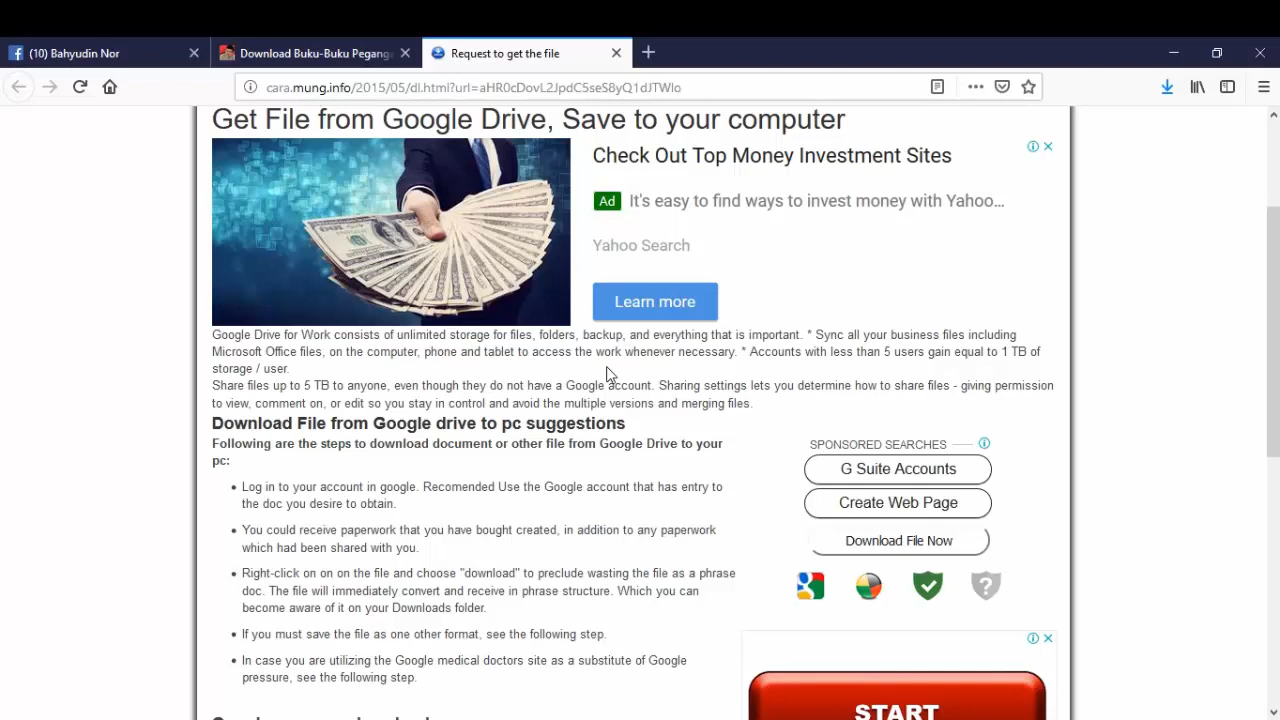 (10) Bahyudin Nor
Download Buku-Buku Pegang
Request to get the file
cara.mung.info/2015/05/dl.html?url=aHR0cDovL2JpdC5seS8yQ1dJTWlo
Get File from Google Drive, Save to your computer
Check Out Top Money Investment Sites
Ad It's easy to find ways to invest money with Yahoo...
Yahoo Search
Learn more
Google Drive for Work consists of unlimited storage for files, folders, backup, and everything that is important. * Sync all your business files including
Microsoft Office files, on the computer, phone and tablet to access the work whenever necessary. * Accounts with less than 5 users gain equal to 1 TB of
storage / user.
Share files up to 5 TB to anyone, even though they do not have a Google account. Sharing settings lets you determine how to share files - giving permission
to view, comment on, or edit so you stay in control and avoid the multiple versions and merging files.
Download File from Google drive to pc suggestions
Following are the steps to download document or other file from Google Drive to your
pc:
• Log in to your account in google. Recomended Use the Google account that has entry to
the doc you desire to obtain.
• You could receive paperwork that you have bought created, in addition to any paperwork
which had been shared with you.
• Right-click on on on the file and choose "download" to preclude wasting the file as a phrase
doc. The file will immediately convert and receive in phrase structure. Which you can
become aware of it on your Downloads folder.
• If you must save the file as one other format, see the following step.
• In case you are utilizing the Google medical doctors site as a substitute of Google
pressure, see the following step.
SPONSORED SEARCHES
G Suite Accounts
Create Web Page
Download File Now
START